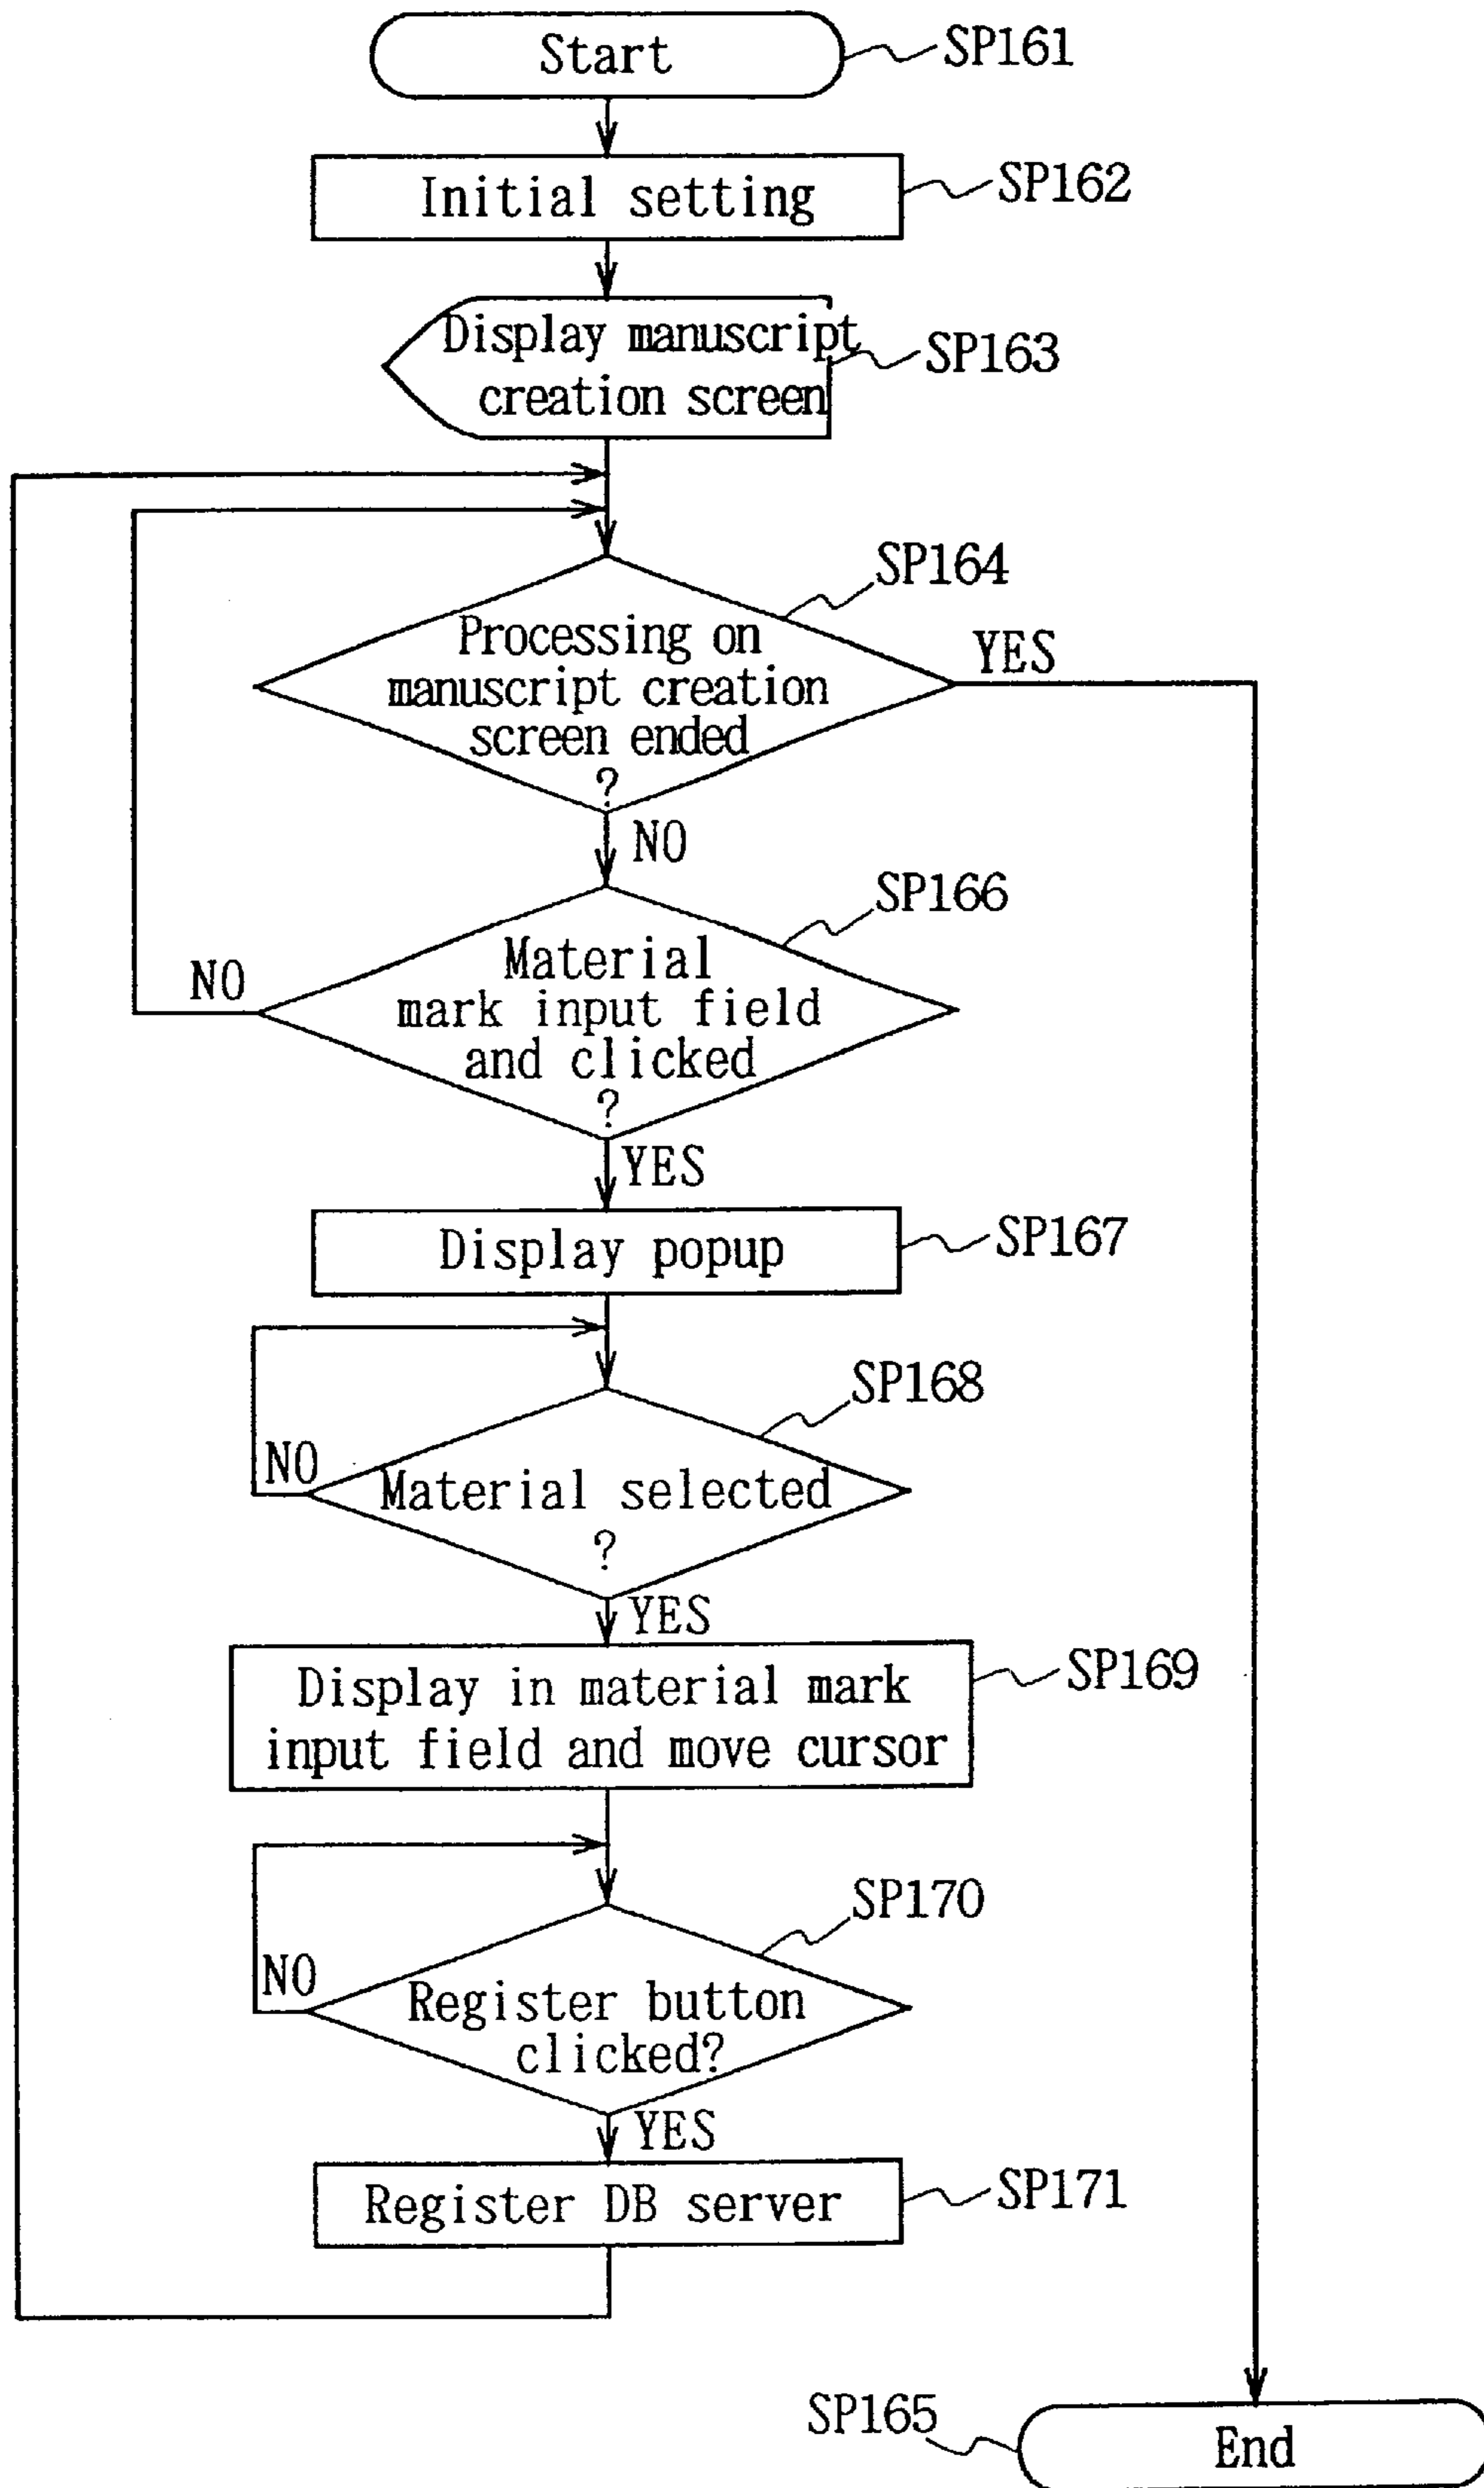 Start
SP161
Initial setting
SP162
Display manuscript
creation screen
SP163
SP164
Processing on
manuscript creation
screen ended
?
YES
NO
SP166
Material
mark input field
and clicked
?
NO
YES
Display popup
SP167
SP168
NO
Material selected
?
YES
Display in material mark
input field and move cursor
SP169
SP170
NO
Register button
clicked?
YES
Register DB server
SP171
SP165
End